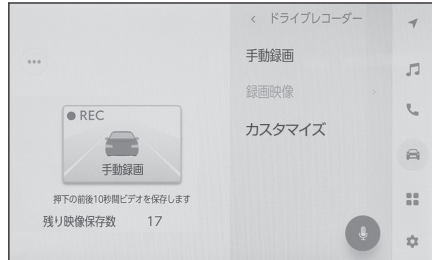 ドライブレコーダー
手動録画
録画映像
カスタマイズ
REC
手動録画
押下の前後10秒間ビデオを保存します
残り映像保存数 17